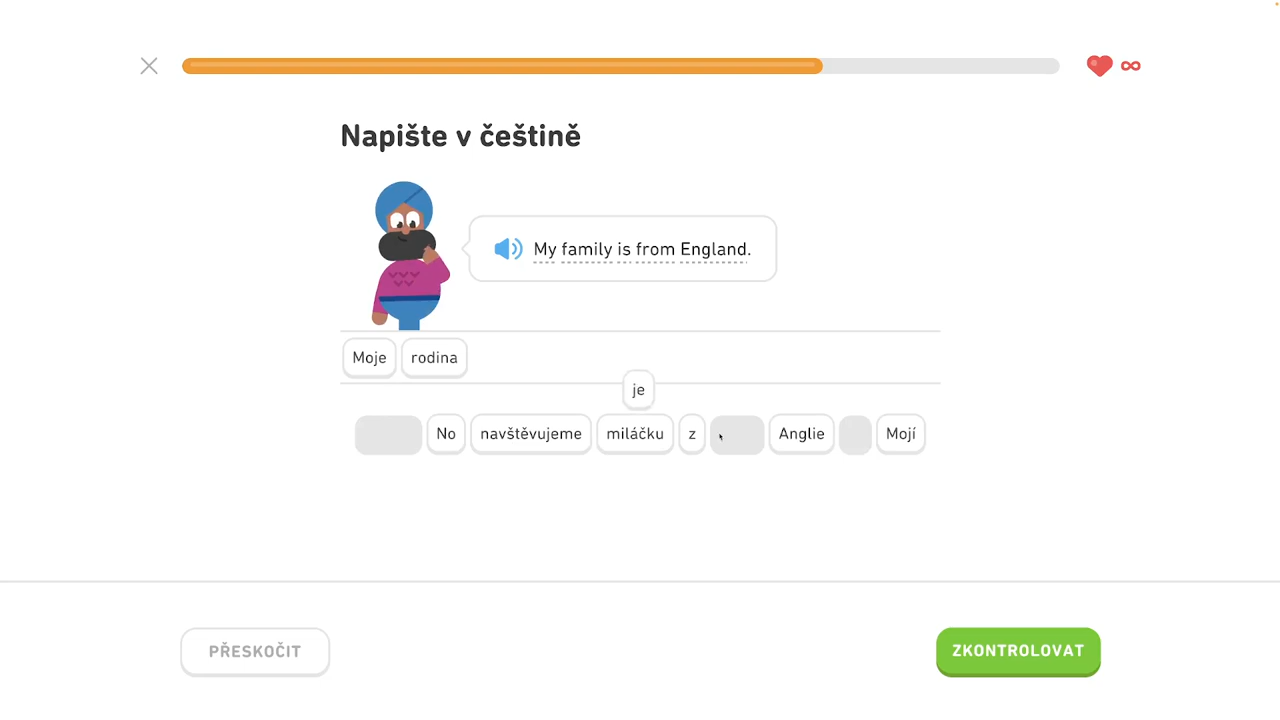 Napište v češtině
My family is from England.
Moje rodina
je
No navštěvujeme miláčku z Anglie Mojí
PŘESKOČIT
ZKONTROLOVAT